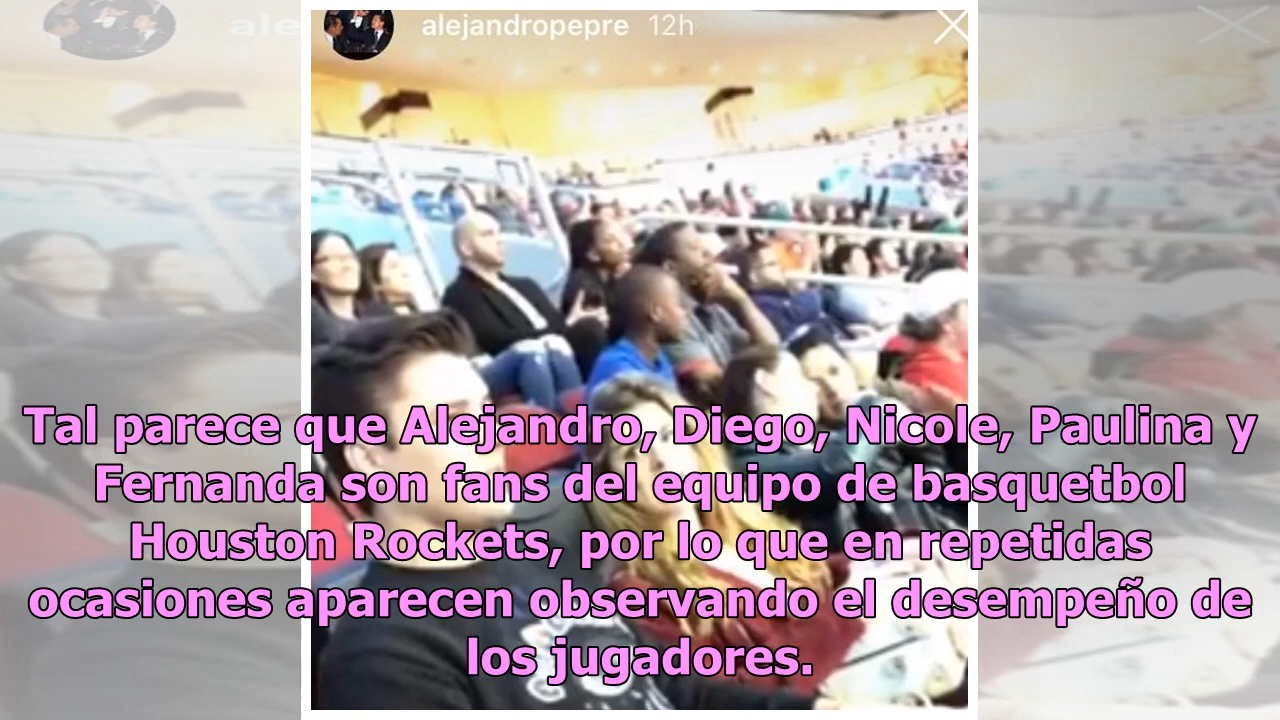 alejandropepre 12h
Tal parece que Alejandro, Diego, Nicole, Paulina y
Fernanda son fans del equipo de basquetbol
Houston Rockets, por lo que en repetidas
ocasiones aparecen observando el desempeño de
los jugadores.